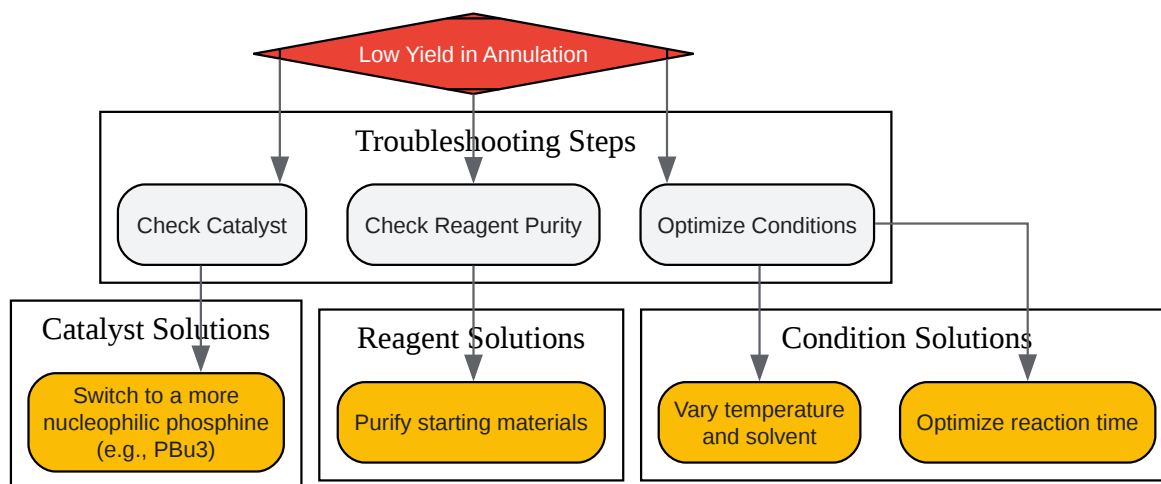 Low Yield in Annulation
Troubleshooting Steps
Check Catalyst
Check Reagent Purity
Optimize Conditions
Catalyst Solutions
Reagent Solutions
Condition Solutions
Switch to a more
nucleophilic phosphine
(e.g., PBu3)
Purify starting materials
Vary temperature
and solvent
Optimize reaction time